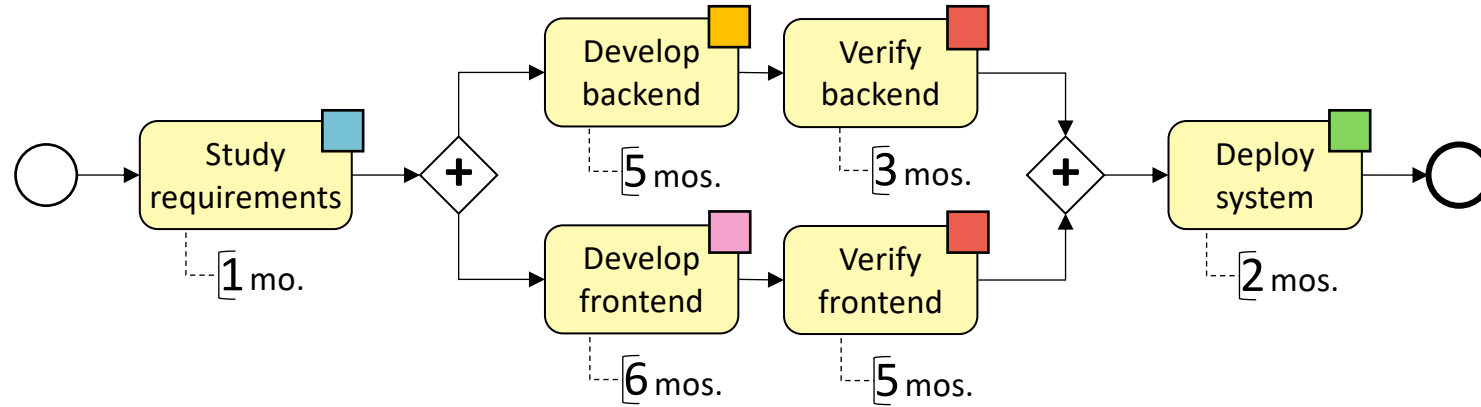 Study
requirements
1 mo.
Develop
backend
5 mos.
Verify
backend
3 mos.
Develop
frontend
6 mos.
Verify
frontend
5 mos.
Deploy
system
2 mos.